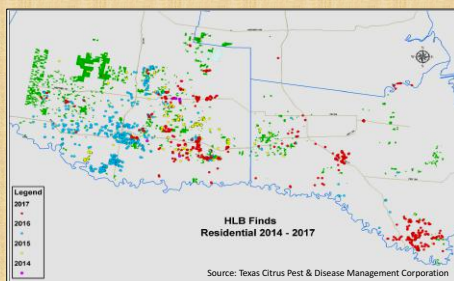 Legend
2017
2016
2015
2014
HLB Finds
Residential 2014 - 2017
Source: Texas Citrus Pest & Disease Management Corporation